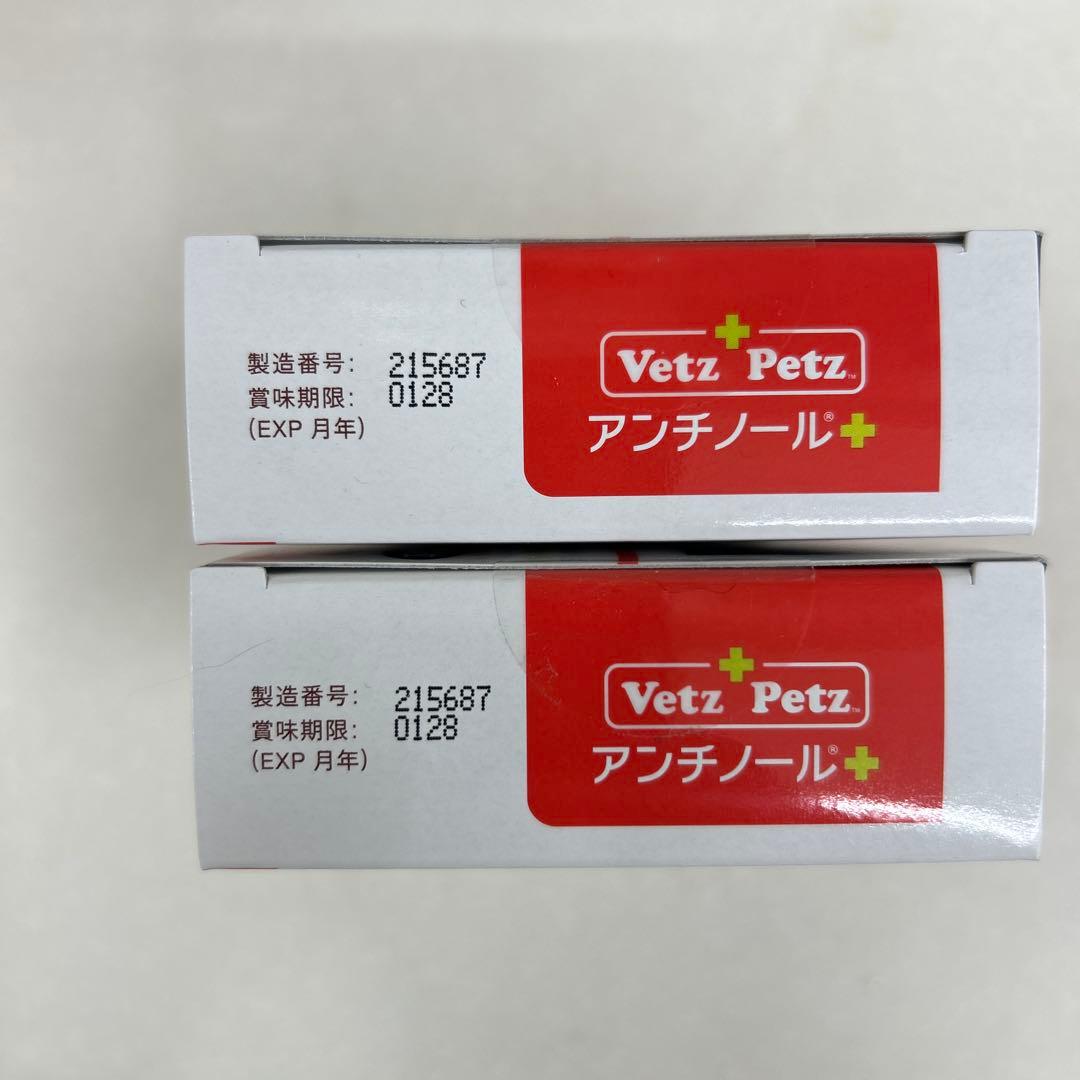 製造番号: 215687
賞味期限: 0128
(EXP 月年)
Vetz Petz™
アンチノール®
製造番号: 215687
賞味期限: 0128
(EXP 月年)
Vetz Petz™
アンチノール®